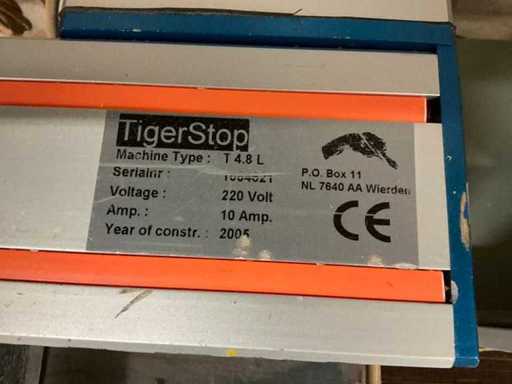 TigerStop
Machine Type : T 4.8 L
Serialnr :
Voltage : 220 Volt
Amp. : 10 Amp.
Year of constr. : 2005
P.O. Box 11
NL 7640 AA Wierden
CE